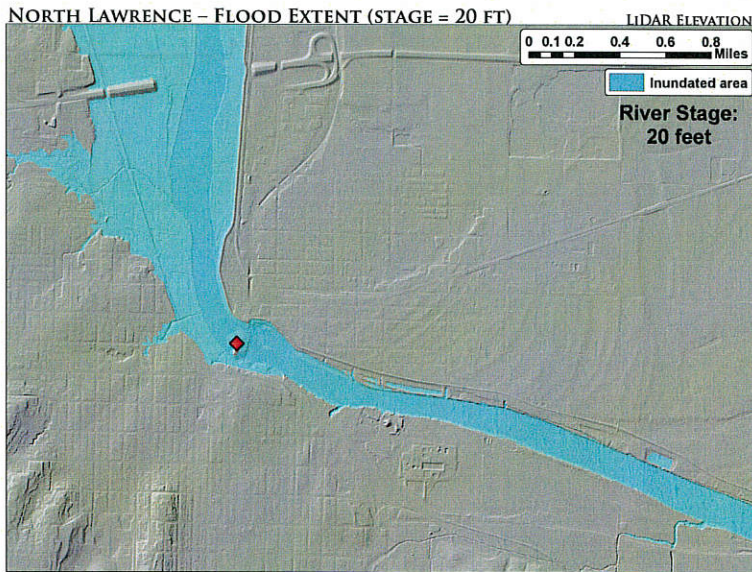 NORTH LAWRENCE – FLOOD EXTENT (STAGE = 20 FT)
LIDAR ELEVATION
0 0.1 0.2 0.4 0.6 0.8
Miles
Inundated area
River Stage:
20 feet